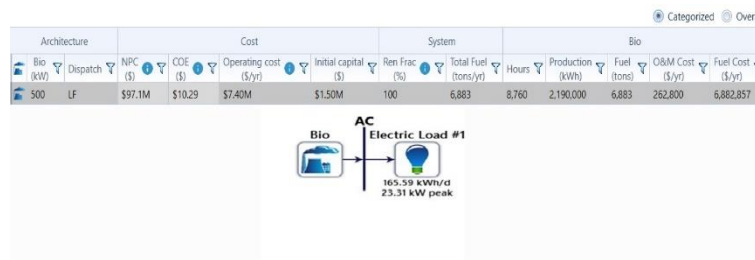 Categorized Over
Architecture Cost System Bio
Bio (kW) Dispatch NPC ($) COE ($) Operating cost ($/yr) Initial capital ($) Ren Frac (%) Total Fuel (tons/yr) Hours Production (kWh) Fuel (tons) O&M Cost ($/yr) Fuel Cost ($/yr)
500 LF $97.1M $10.29 $7.40M $1.50M 100 6,883 8,760 2,190,000 6,883 262,800 6,882,857
AC
Bio Electric Load #1
165.59 kWh/d
23.31 kW peak